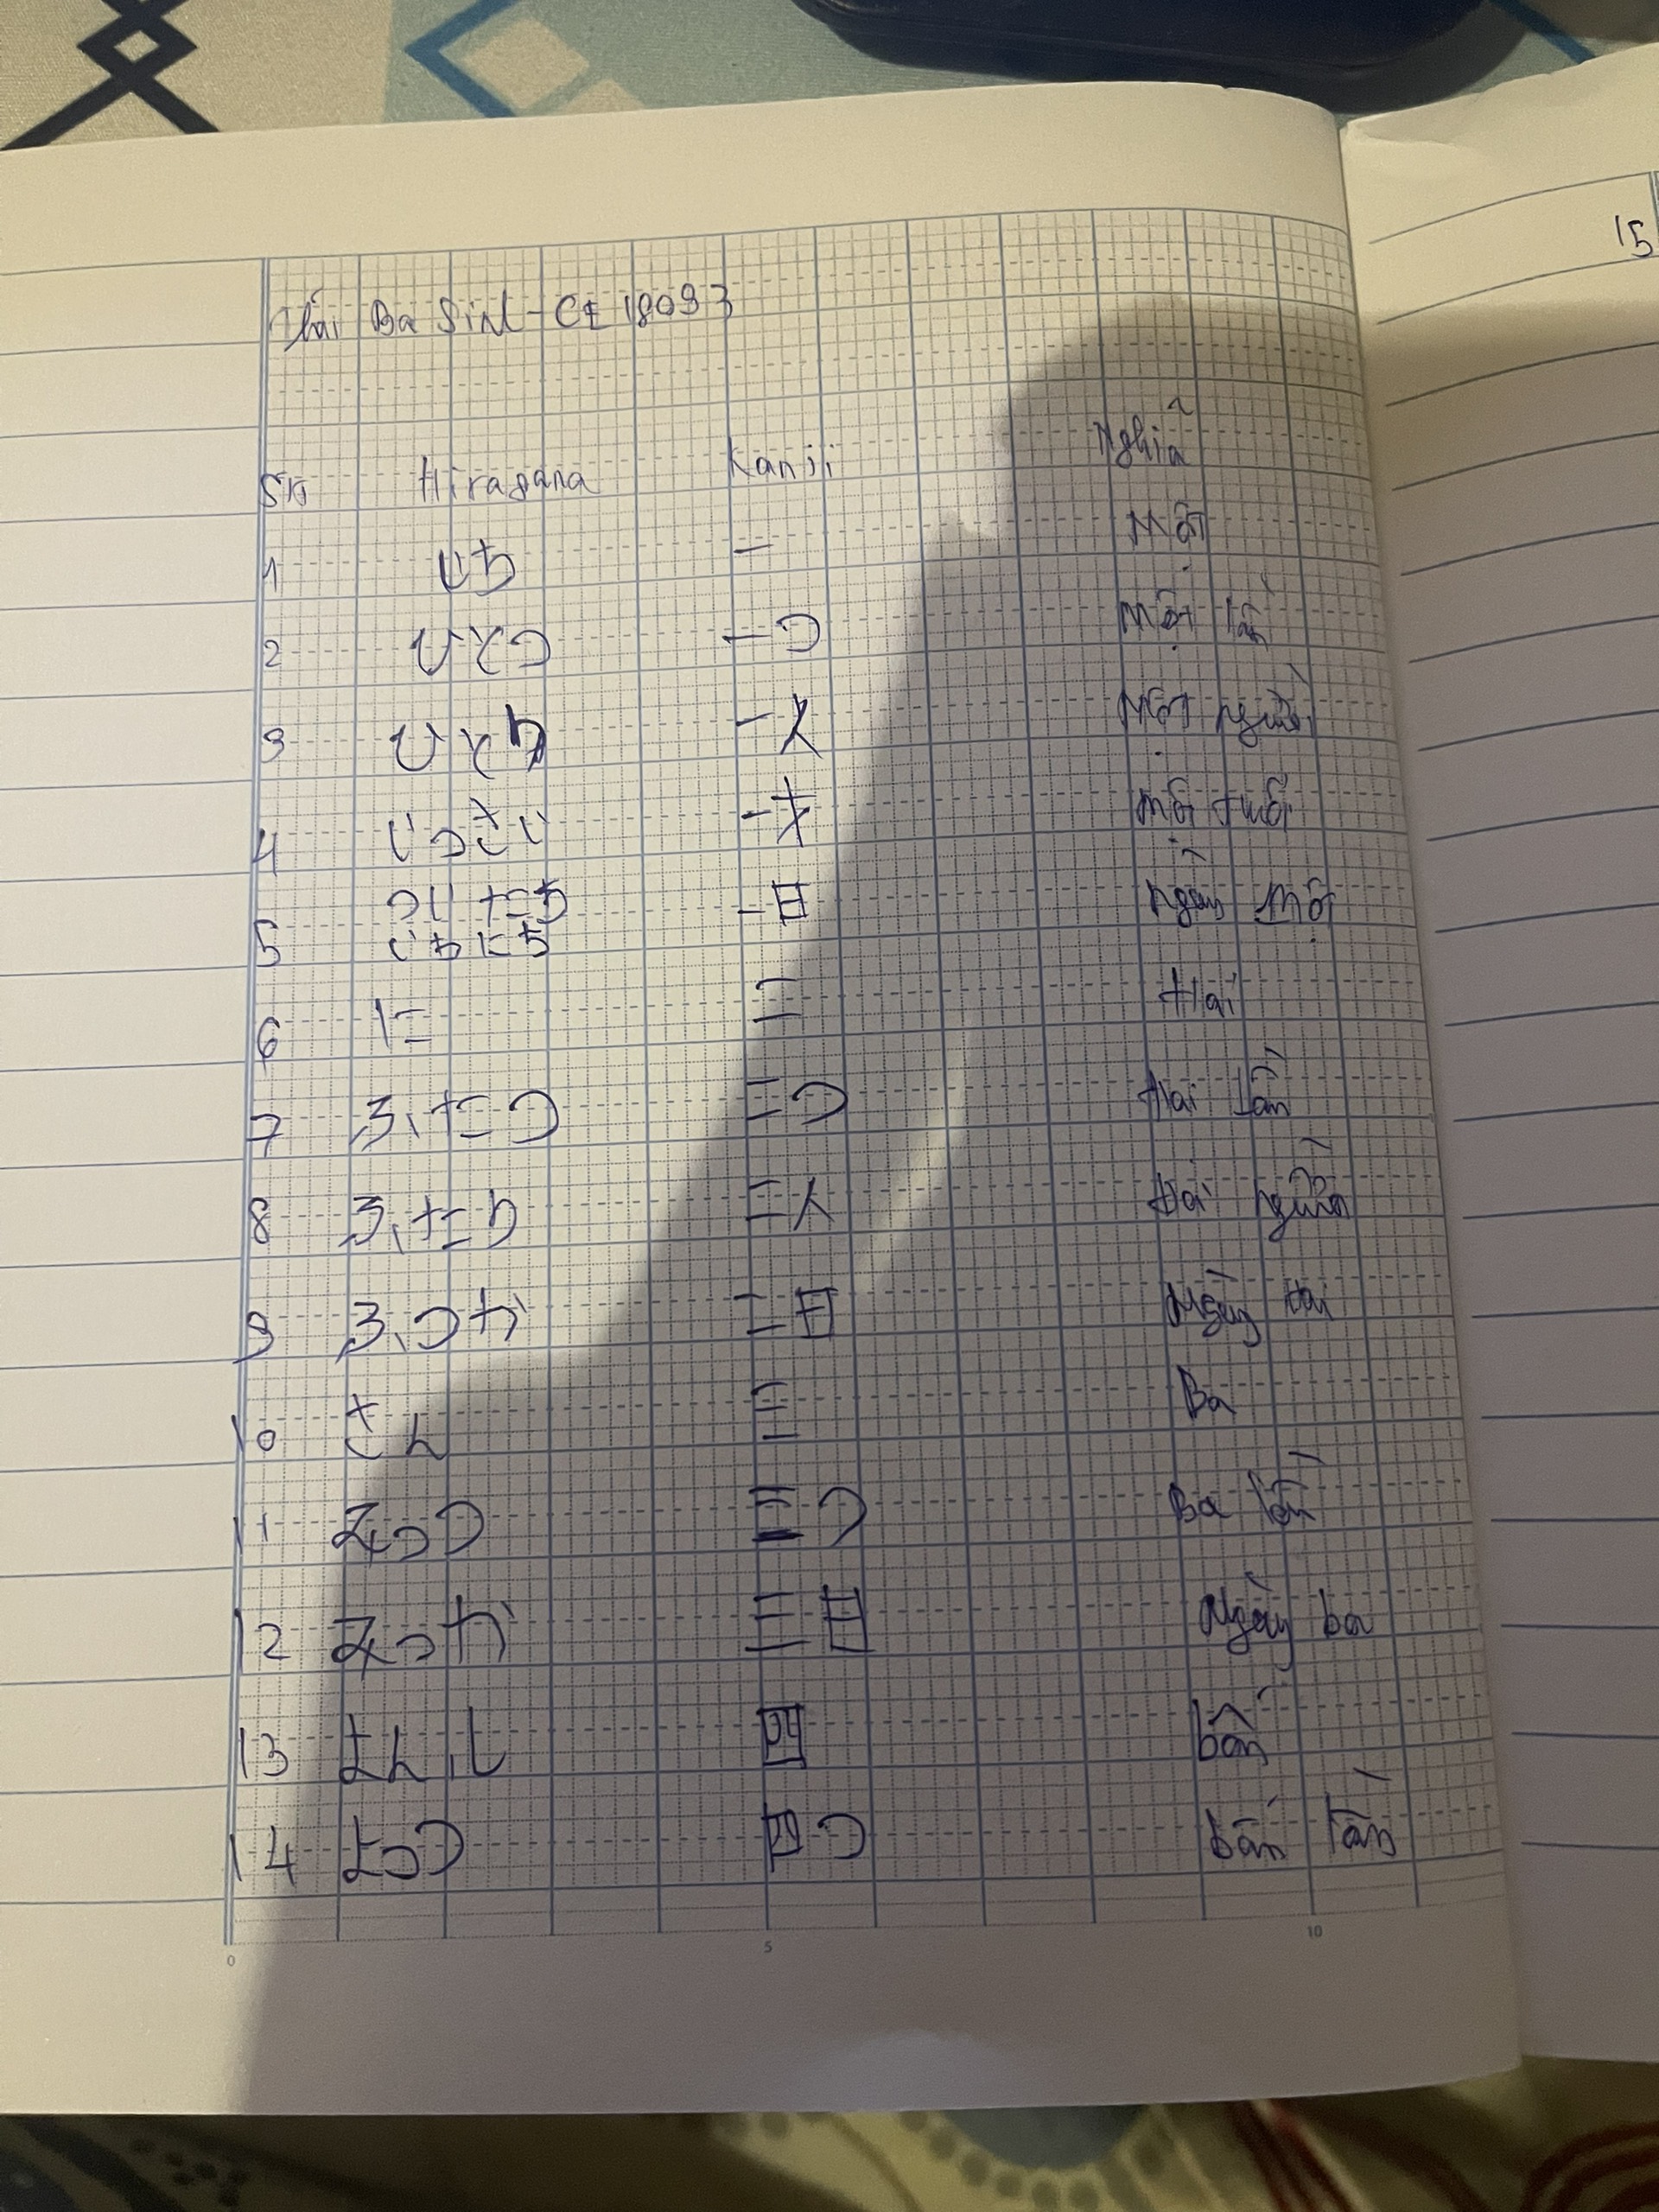 Thái Bá Sinh - CE 18093
Stt Hiragana Kanji Nghĩa
1 いち 一 Một
2 ひとつ 一つ Một lần
3 ひとり 一人 Một người
4 いっさい 一才 Một tuổi
5 ついたち 一日 Ngày một
いちにち
6 に 二 Hai
7 ふたつ 二つ Hai lần
8 ふたり 二人 Hai người
9 ふつか 二日 Ngày hai
10 さん 三 Ba
11 みっつ 三つ Ba lần
12 みっか 三日 Ngày ba
13 よん, し 四 bốn
14 よっつ 四つ bốn lần
15
0 5 10